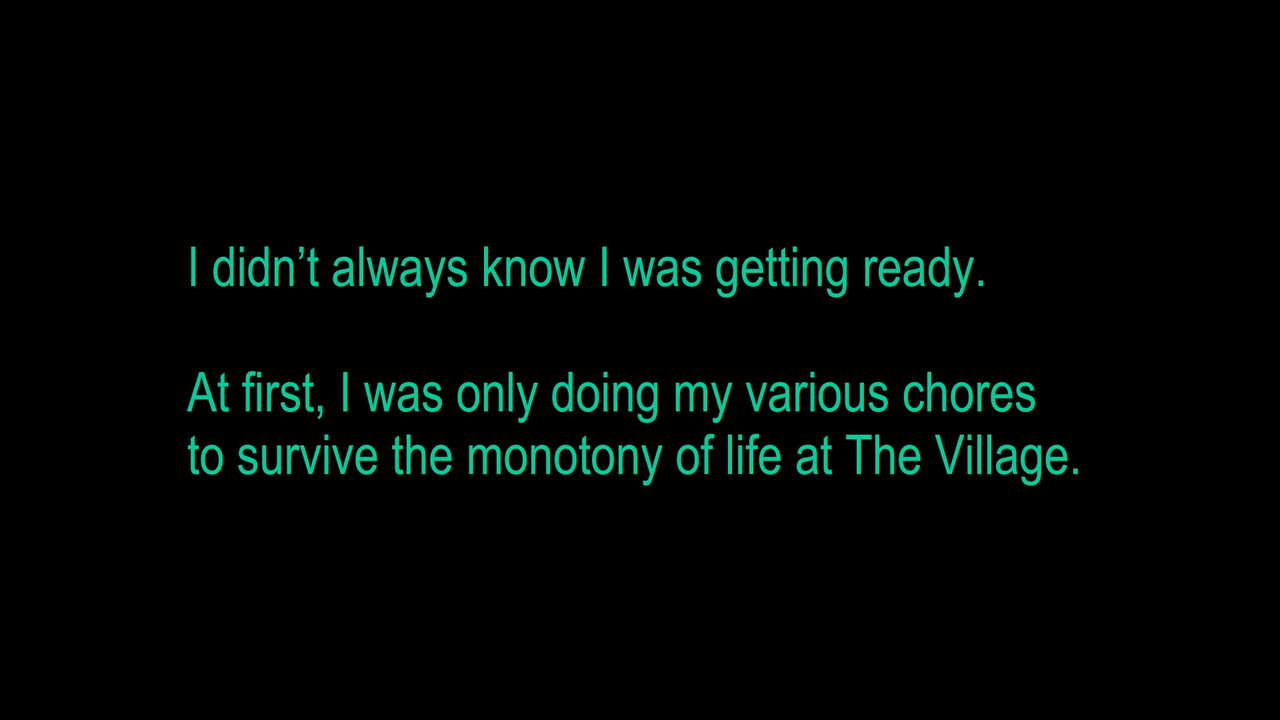 I didn’t always know I was getting ready.
At first, I was only doing my various chores
to survive the monotony of life at The Village.